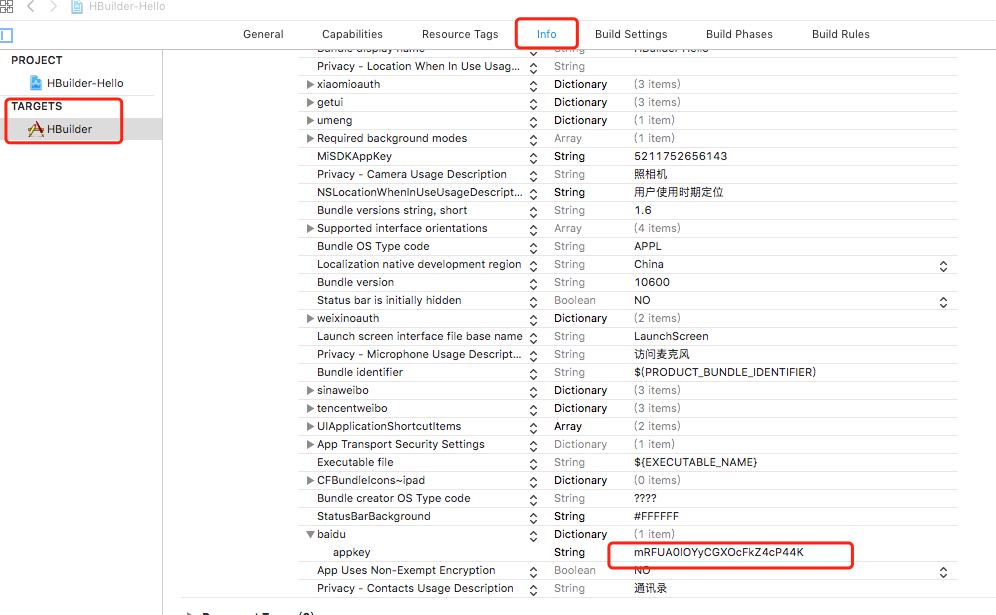 HBuilder-Hello
General Capabilities Resource Tags Info Build Settings Build Phases Build Rules
PROJECT
HBuilder-Hello
TARGETS
HBuilder
Bundle display name String HBuilder-Hello
Privacy - Location When In Use Usag... String
xiaomioauth Dictionary (3 items)
getui Dictionary (3 items)
umeng Dictionary (1 item)
Required background modes Array (1 item)
MiSDKAppKey String 5211752656143
Privacy - Camera Usage Description String 照相机
NSLocationWhenInUseUsageDescript... String 用户使用时期定位
Bundle versions string, short String 1.6
Supported interface orientations Array (4 items)
Bundle OS Type code String APPL
Localization native development region String China
Bundle version String 10600
Status bar is initially hidden Boolean NO
weixinoauth Dictionary (2 items)
Launch screen interface file base name String LaunchScreen
Privacy - Microphone Usage Descript... String 访问麦克风
Bundle identifier String $(PRODUCT_BUNDLE_IDENTIFIER)
sinaweibo Dictionary (3 items)
tencentweibo Dictionary (3 items)
UIApplicationShortcutItems Array (2 items)
App Transport Security Settings Dictionary (1 item)
Executable file String ${EXECUTABLE_NAME}
CFBundleIcons~ipad Dictionary (0 items)
Bundle creator OS Type code String ????
StatusBarBackground String #FFFFFF
baidu Dictionary (1 item)
appkey String mRFUA0lOYyCGXOcFkZ4cP44K
App Uses Non-Exempt Encryption Boolean NO
Privacy - Contacts Usage Description String 通讯录